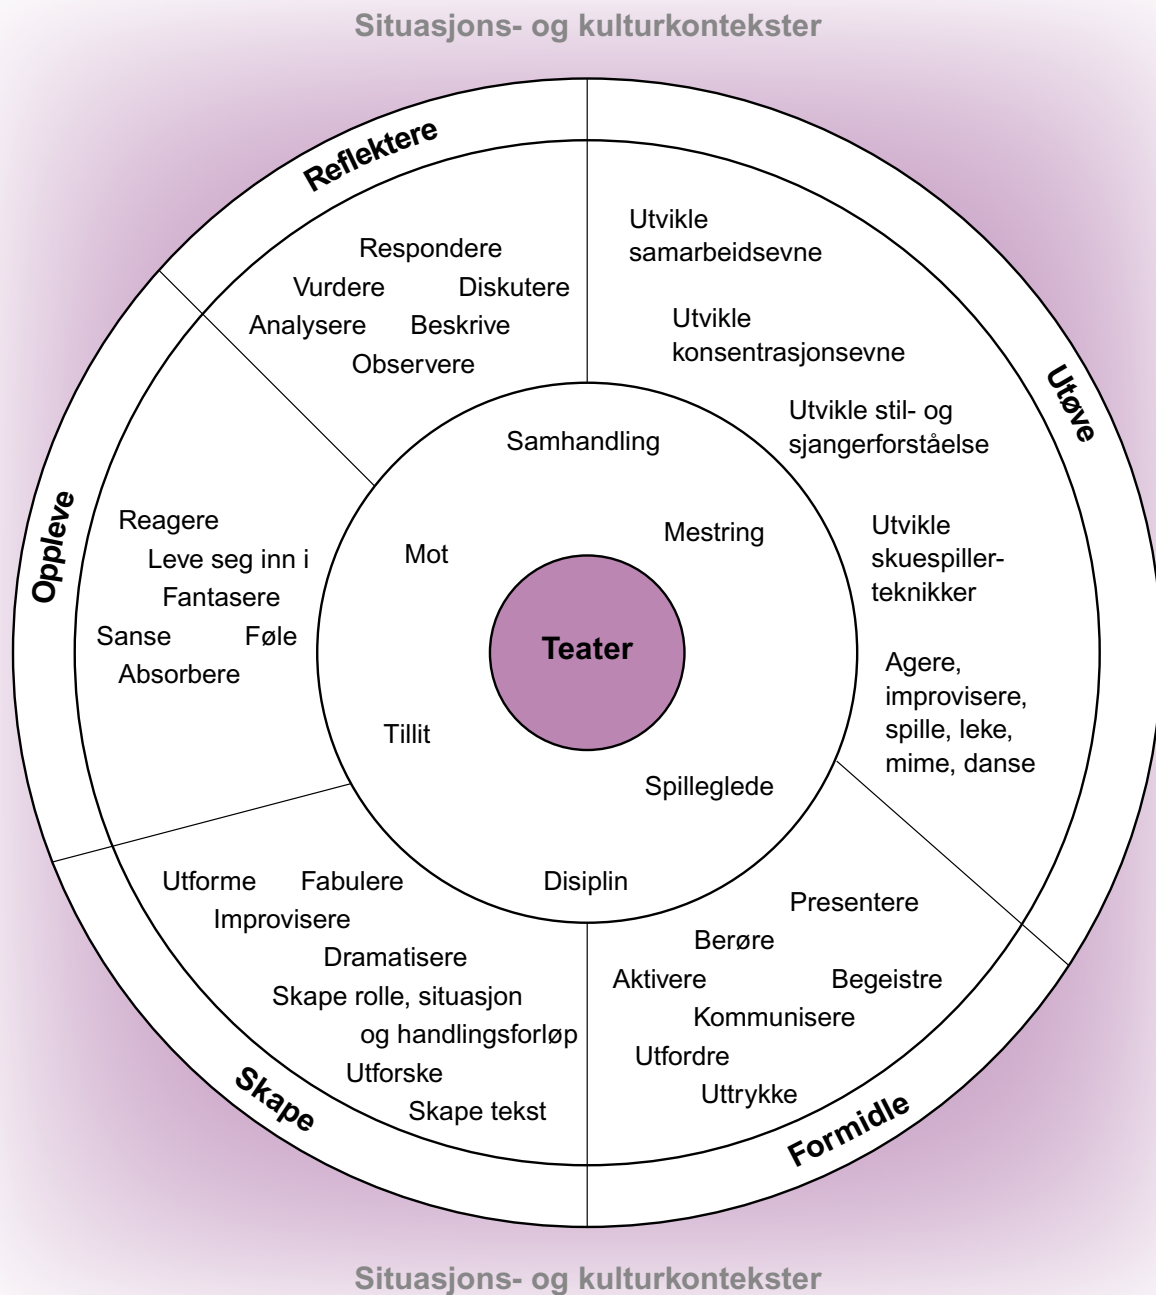 Situasjons- og kulturkontekster
Reflektere
Respondere
Vurdere Diskutere
Analysere Beskrive
Observere
Utøve
Utvikle
samarbeidsevne
Utvikle
konsentrasjonsevne
Utvikle stil- og
sjangerforståelse
Utvikle
skuespiller-
teknikker
Agere,
improvisere,
spille, leke,
mime, danse
Oppleve
Reagere
Leve seg inn i
Fantasere
Sanse Føle
Absorbere
Samhandling
Mestring
Mot
Teater
Tillit
Spilleglede
Disiplin
Skape
Utforme Fabulere
Improvisere
Dramatisere
Skape rolle, situasjon
og handlingsforløp
Utforske
Skape tekst
Formidle
Presentere
Berøre
Aktivere Begeistre
Kommunisere
Utfordre
Uttrykke
Situasjons- og kulturkontekster